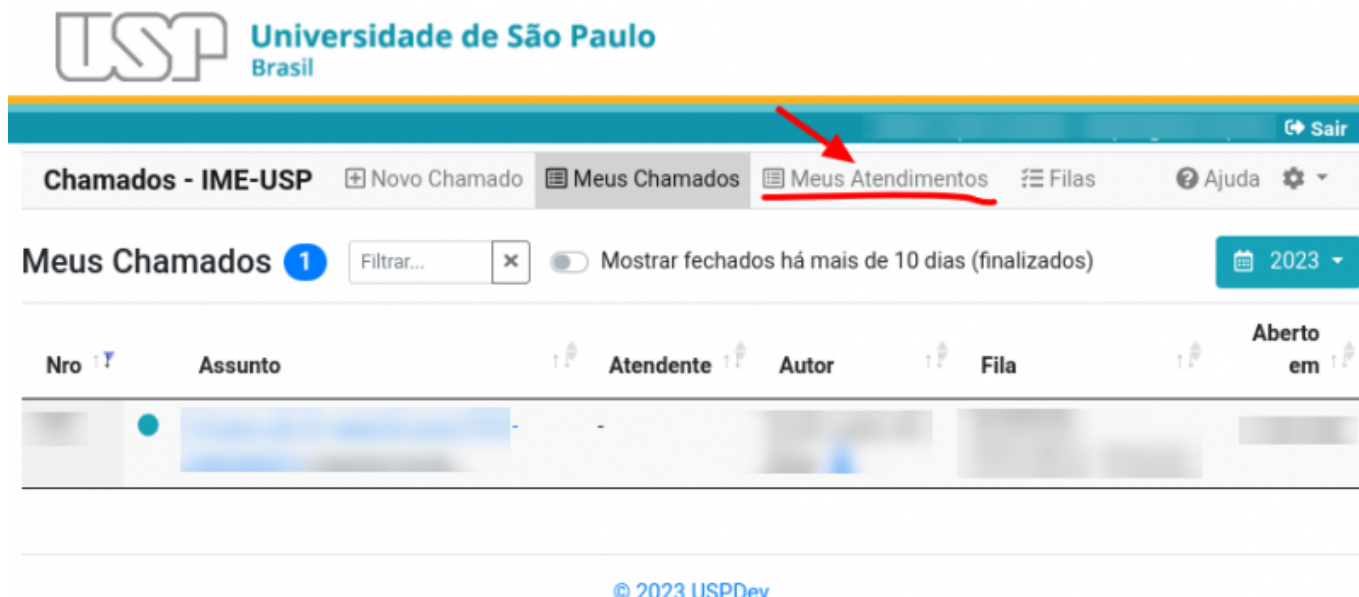 USP Universidade de São Paulo
Brasil
Sair
Chamados - IME-USP Novo Chamado Meus Chamados Meus Atendimentos Filas Ajuda
Meus Chamados 1 Filtrar... Mostrar fechados há mais de 10 dias (finalizados) 2023
Nro Assunto Atendente Autor Fila Aberto em
- -
© 2023 USPDev